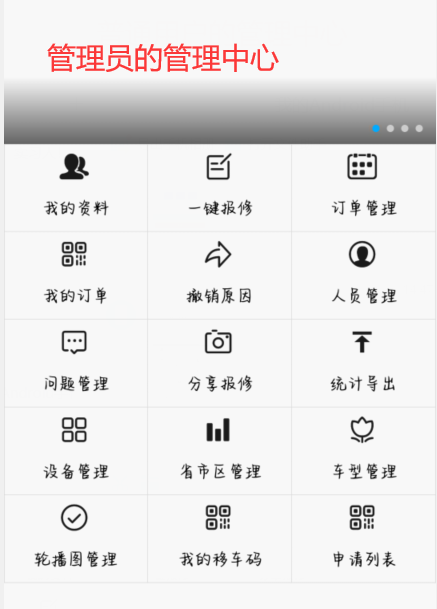 管理员的管理中心
我的资料 一键报修 订单管理
我的订单 撤销原因 人员管理
问题管理 分享报修 统计导出
设备管理 省市区管理 车型管理
轮播图管理 我的移车码 申请列表